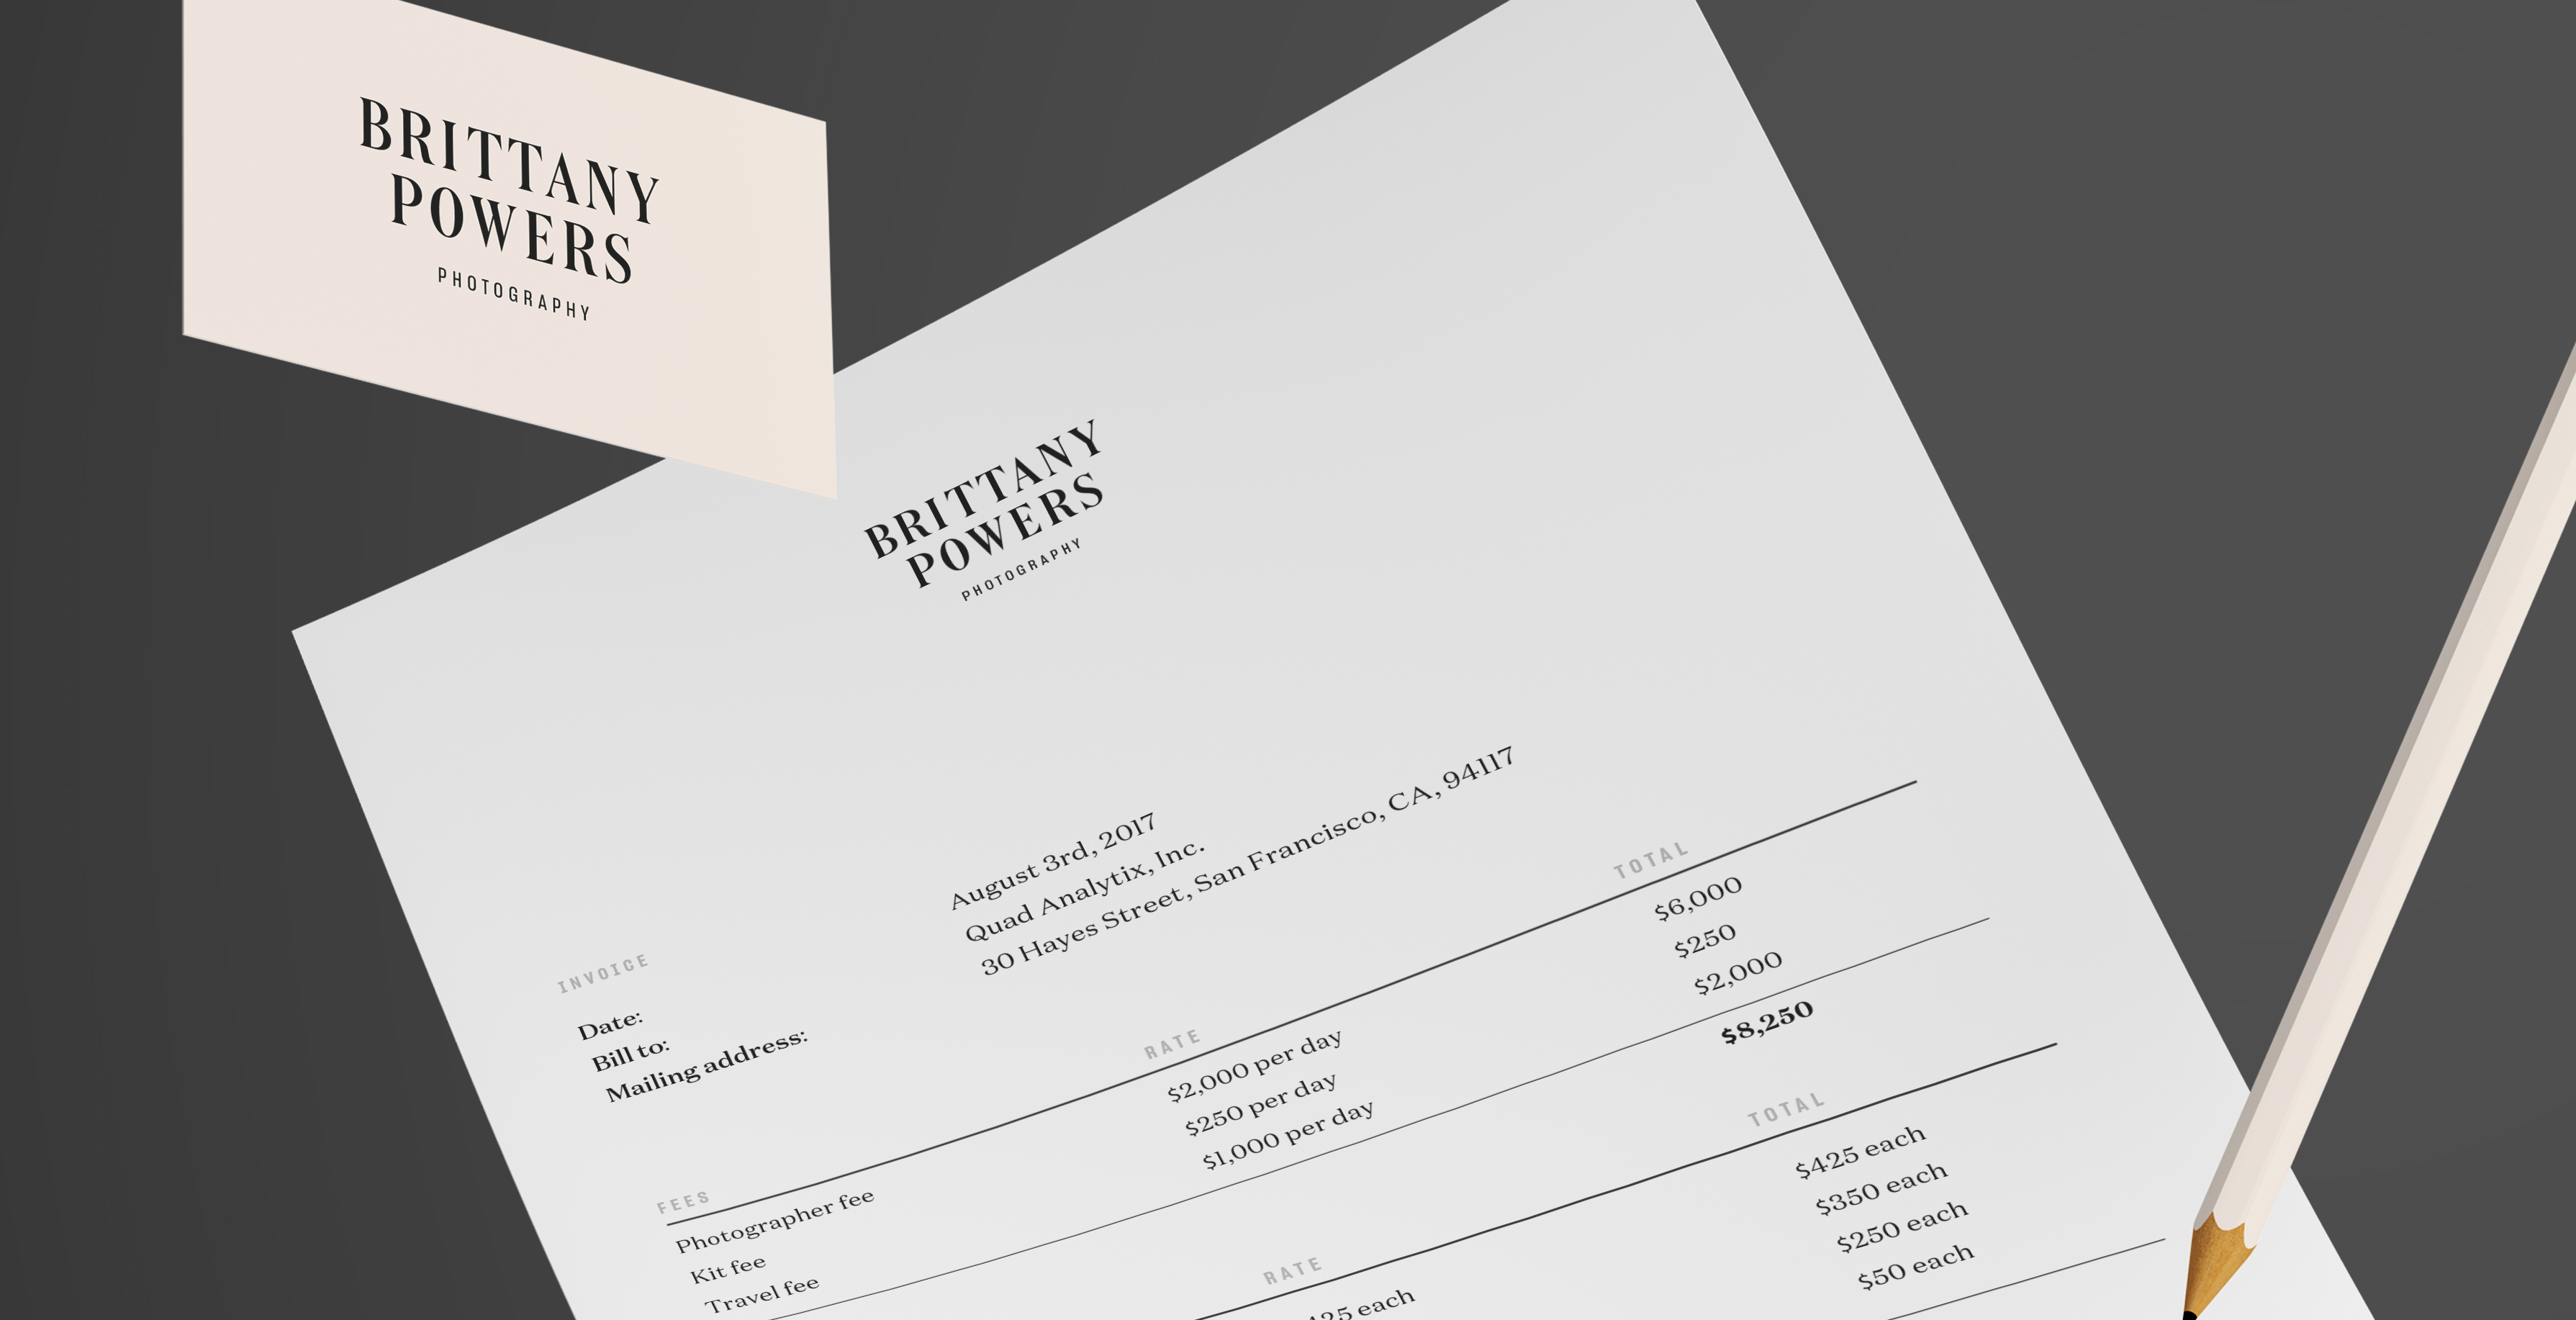 BRITTANY
POWERS
PHOTOGRAPHY
BRITTANY
POWERS
PHOTOGRAPHY
INVOICE
Date: August 3rd, 2017
Bill to: Quad Analytix, Inc.
Mailing address: 30 Hayes Street, San Francisco, CA, 94117
FEES RATE TOTAL
Photographer fee $2,000 per day $6,000
Kit fee $250 per day $250
Travel fee $1,000 per day $2,000
$8,250
RATE TOTAL
each $425 each
$350 each
$250 each
$50 each